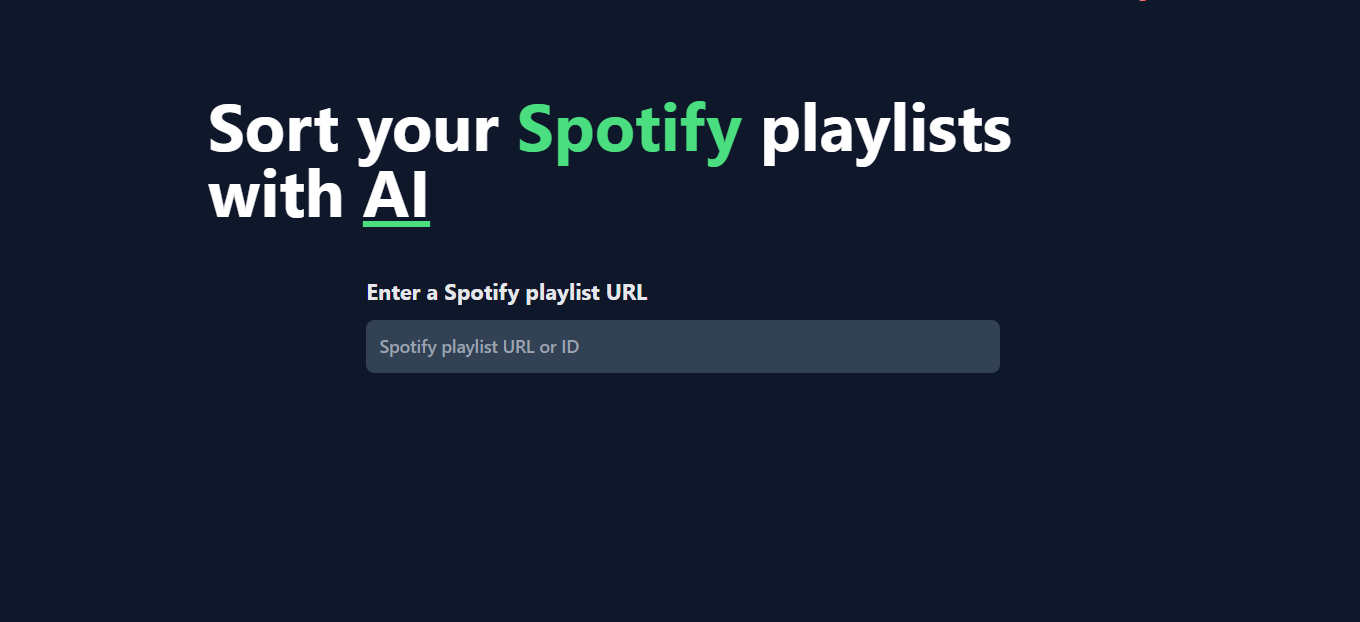 Sort your Spotify playlists
with AI
Enter a Spotify playlist URL
Spotify playlist URL or ID